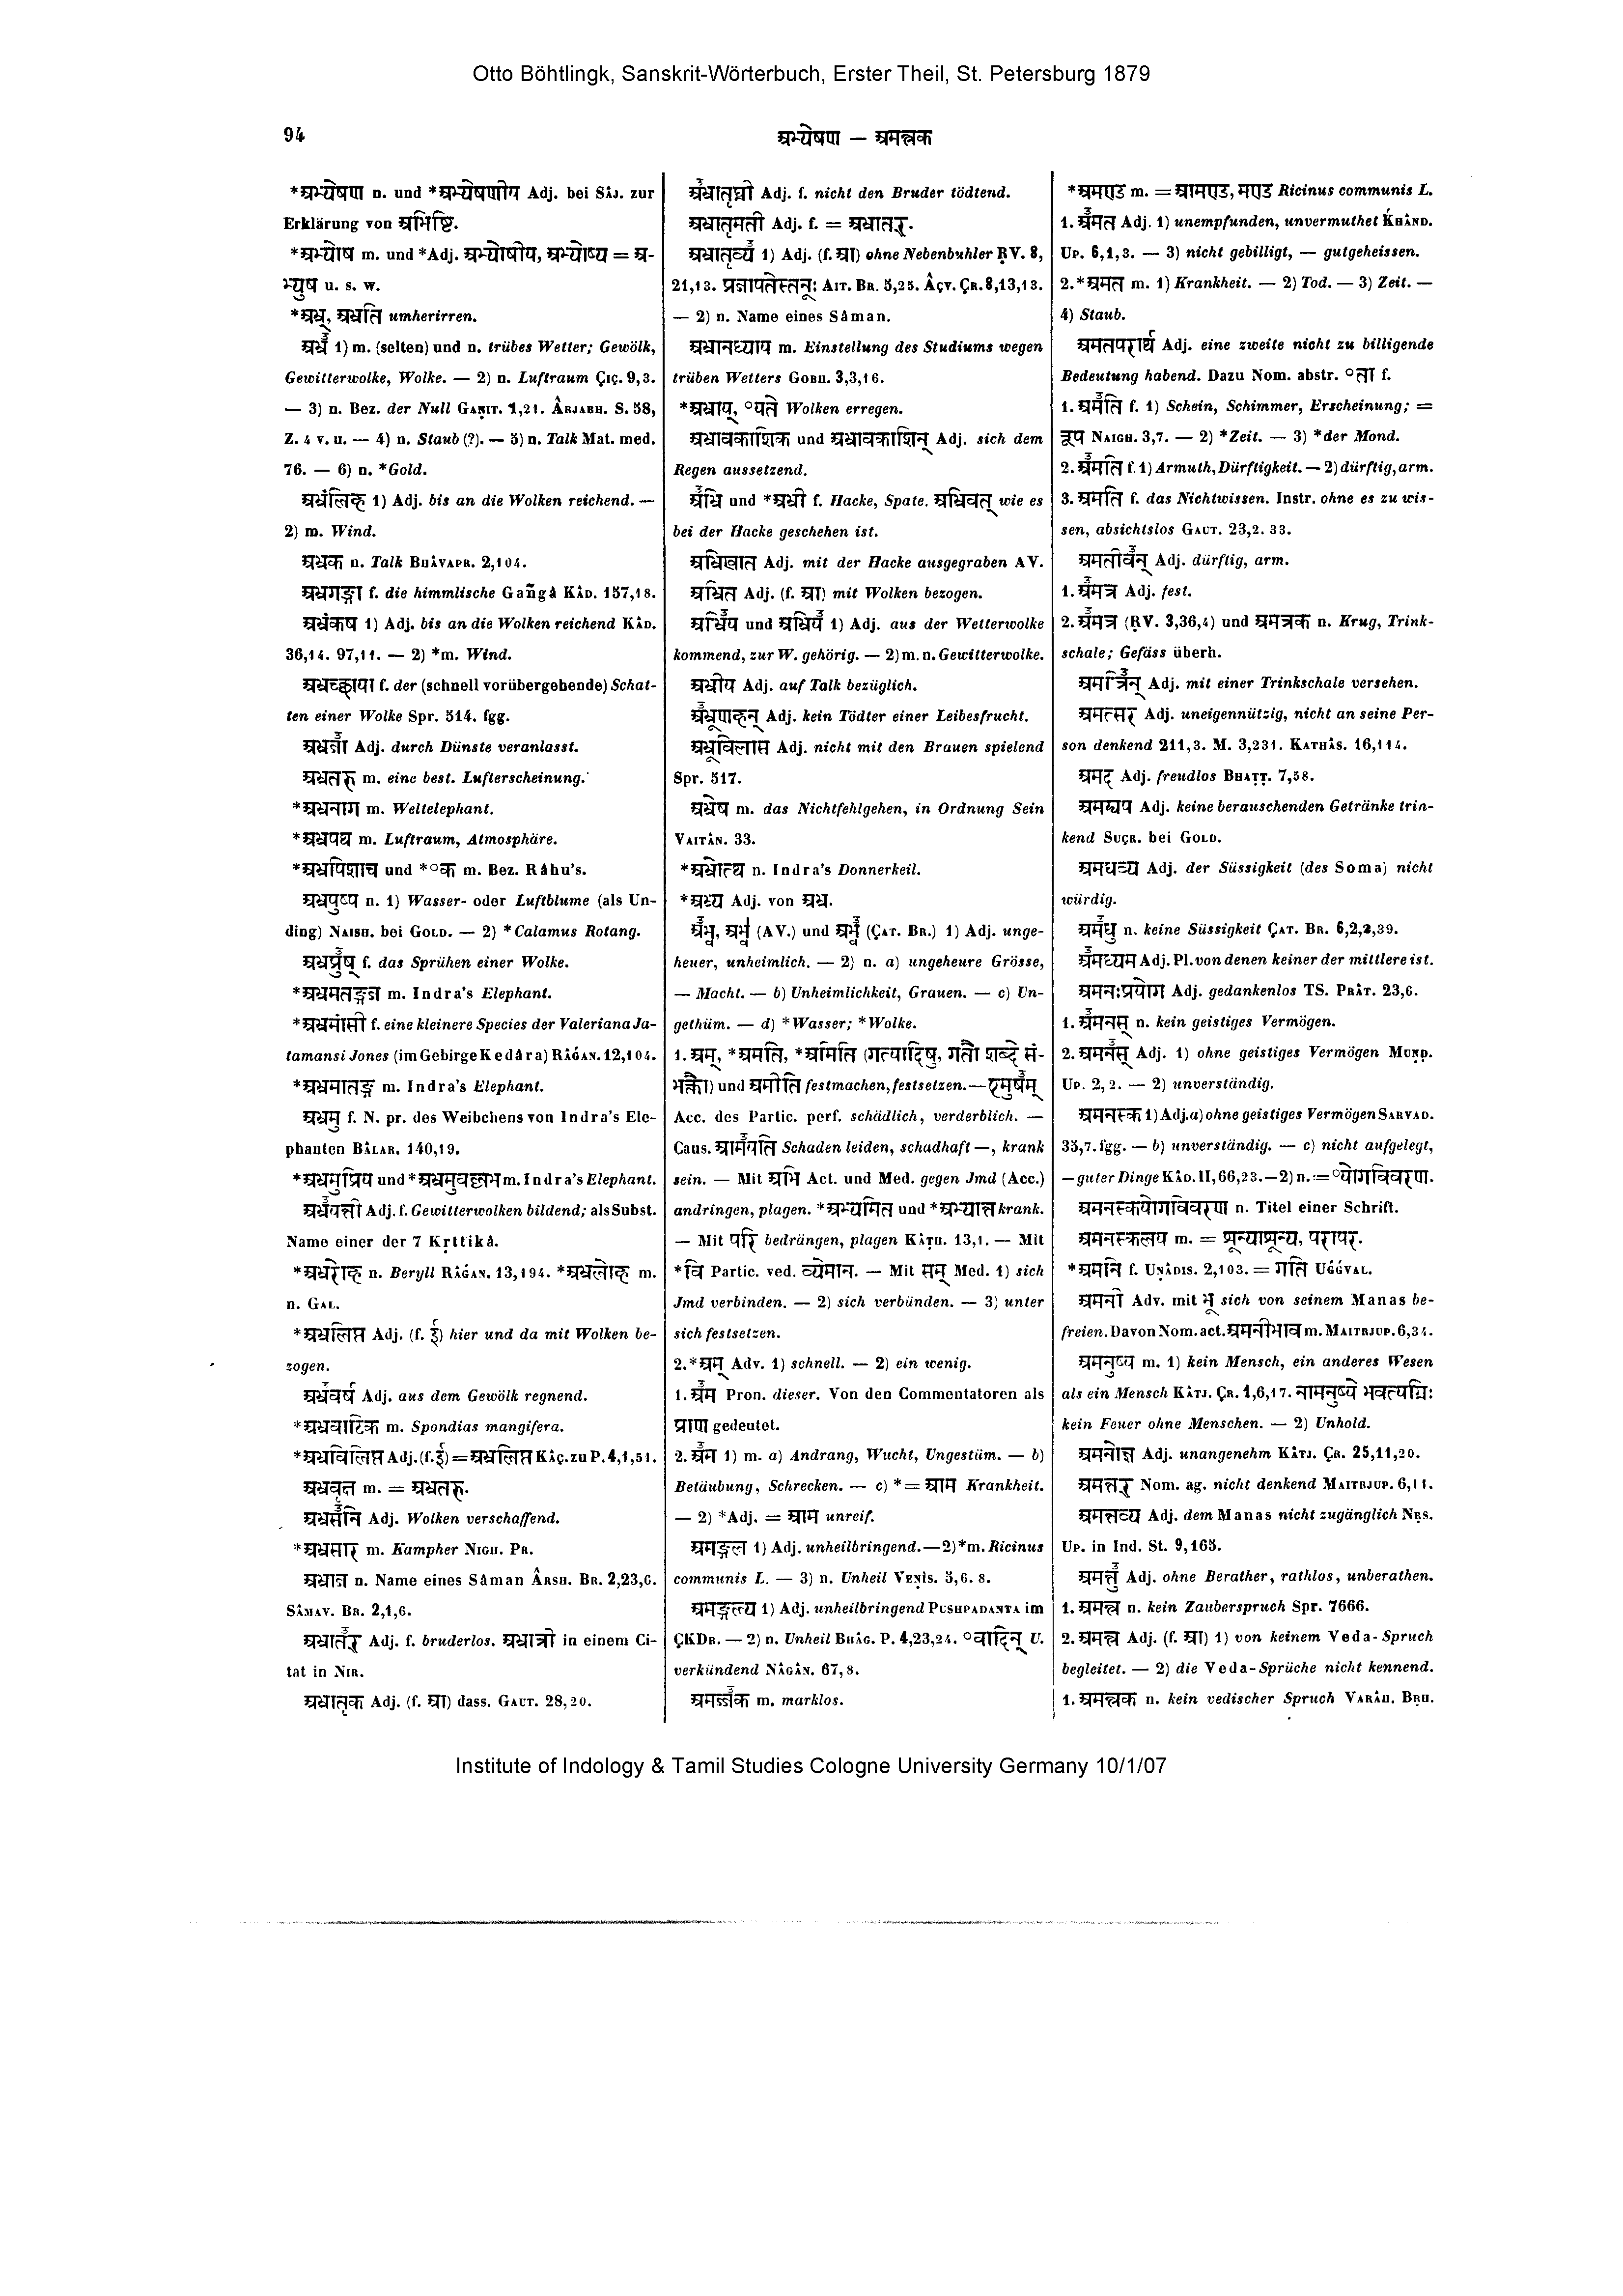 Otto Böhtlingk, Sanskrit-Wörterbuch, Erster Theil, St. Petersburg 1879
94
अभ्येषण — अमन्त्रक
*अभ्येषण n. und *अभ्येषणीय Adj. bei Sâj. zur
Erklärung von अभिष्टि.
*अभ्योष m. und *Adj. अभ्योषीय, अभ्योष्य = अ-
भ्युष u. s. w.
*अभ्र्, अभ्रति umherirren.
अभ्र 1) m. (selten) und n. trübes Wetter; Gewölk,
Gewitterwolke, Wolke. — 2) n. Luftraum Çiç. 9,3.
— 3) n. Bez. der Null Gaṇit. 1,21. Ârjabh. S. 58,
Z. 4 v. u. — 4) n. Staub (?). — 5) n. Talk Mat. med.
76. — 6) n. *Gold.
अभ्रंलिह 1) Adj. bis an die Wolken reichend. —
2) m. Wind.
अभ्रक n. Talk Bhâvapr. 2,104.
अभ्रगङ्गा f. die himmlische Gañgâ Kâd. 157,18.
अभ्रंकष 1) Adj. bis an die Wolken reichend Kâd.
36,14. 97,11. — 2) *m. Wind.
अभ्रच्छाया f. der (schnell vorübergehende) Schat-
ten einer Wolke Spr. 514. fgg.
अभ्रजा Adj. durch Dünste veranlasst.
अभ्रतरु m. eine best. Lufterscheinung.
*अभ्रनाग m. Weltelephant.
*अभ्रपथ m. Luftraum, Atmosphäre.
*अभ्रपिशाच und *°क m. Bez. Râhu's.
अभ्रपुष्प n. 1) Wasser- oder Luftblume (als Un-
ding) Naish. bei Gold. — 2) *Calamus Rotang.
अभ्रप्रुष् f. das Sprühen einer Wolke.
*अभ्रमतङ्गज m. Indra's Elephant.
*अभ्रमांसी f. eine kleinere Species der Valeriana Ja-
tamansi Jones (im Gebirge Kedâra) Râǵan. 12,104.
*अभ्रमातङ्ग m. Indra's Elephant.
अभ्रमु f. N. pr. des Weibchens von Indra's Ele-
phanten Bâlar. 140,19.
*अभ्रमुप्रिय und *अभ्रमुवल्लभ m. Indra's Elephant.
अभ्रयन्ती Adj. f. Gewitterwolken bildend; als Subst.
Name einer der 7 Kṛttikâ.
*अभ्ररोह n. Beryll Râǵan. 13,194. *अभ्रलोह m.
n. Gal.
*अभ्रलिप्त Adj. (f. ई) hier und da mit Wolken be-
zogen.
अभ्रवर्ष Adj. aus dem Gewölk regnend.
*अभ्रवाटिक m. Spondias mangifera.
*अभ्रविलिप्त Adj. (f. ई) = अभ्रलिप्त Kâç. zu P. 4,1,51.
अभ्रवृक्ष m. = अभ्रतरु.
अभ्रसनि Adj. Wolken verschaffend.
*अभ्रसार m. Kampher Nigh. Pr.
अभ्राज n. Name eines Sâman Ârsh. Br. 2,23,6.
Sâmav. Br. 2,1,6.
अभ्रातर् Adj. f. bruderlos. अभ्रात्री in einem Ci-
tat in Nir.
अभ्रातृक Adj. (f. आ) dass. Gaut. 28,20.
अभ्रातृघ्नी Adj. f. nicht den Bruder tödtend.
अभ्रातृमती Adj. f. = अभ्रातर्.
अभ्रातृव्य 1) Adj. (f. आ) ohne Nebenbuhler ṚV. 8,
21,13. प्रजापतेस्तनूः Ait. Br. 5,25. Âçv. Çr. 8,13,13.
— 2) n. Name eines Sâman.
अभ्रानध्याय m. Einstellung des Studiums wegen
trüben Wetters Gobh. 3,3,16.
*अभ्राय्, °यते Wolken erregen.
अभ्रावकाशिक und अभ्रावकाशिन् Adj. sich dem
Regen aussetzend.
अभ्रि und *अभ्री f. Hacke, Spate. अभ्रिवत् wie es
bei der Hacke geschehen ist.
अभ्रिखात Adj. mit der Hacke ausgegraben AV.
अभ्रित Adj. (f. आ) mit Wolken bezogen.
अभ्रिय und अभ्रिय 1) Adj. aus der Wetterwolke
kommend, zur W. gehörig. — 2) m. n. Gewitterwolke.
अभ्रीय Adj. auf Talk bezüglich.
अभ्रूणहन् Adj. kein Tödter einer Leibesfrucht.
अभ्रूविलास Adj. nicht mit den Brauen spielend
Spr. 517.
अभ्रेष m. das Nichtfehlgehen, in Ordnung Sein
Vaitân. 33.
*अभ्रोत्थ n. Indra's Donnerkeil.
*अभ्र्य Adj. von अभ्र.
अभ्व, अभ्व (AV.) und अभ्व (Çat. Br.) 1) Adj. unge-
heuer, unheimlich. — 2) n. a) ungeheure Grösse,
— Macht. — b) Unheimlichkeit, Grauen. — c) Un-
gethüm. — d) *Wasser; *Wolke.
1. अम्, *अमति, *अमिति (गत्यादिषु, गतौ शब्दे सं-
भक्तौ) und अमीति festmachen, festsetzen. — एमुषम्
Acc. des Partic. perf. schädlich, verderblich. —
Caus. आमयति Schaden leiden, schadhaft —, krank
sein. — Mit अभि Act. und Med. gegen Jmd (Acc.)
andringen, plagen. *अभ्यमित und *अभ्यान्त krank.
— Mit परि bedrängen, plagen Kâṭh. 13,1. — Mit
*वि Partic. ved. व्येमान. — Mit सम् Med. 1) sich
Jmd verbinden. — 2) sich verbünden. — 3) unter
sich festsetzen.
2. *अम् Adv. 1) schnell. — 2) ein wenig.
1. अम Pron. dieser. Von den Commentatoren als
प्राण gedeutet.
2. अम 1) m. a) Andrang, Wucht, Ungestüm. — b)
Betäubung, Schrecken. — c) * = आम Krankheit.
— 2) *Adj. = आम unreif.
अमङ्गल 1) Adj. unheilbringend. — 2) *m. Ricinus
communis L. — 3) n. Unheil Veṇîs. 5,6. 8.
अमङ्गल्य 1) Adj. unheilbringend Pushpadanta im
ÇKDr. — 2) n. Unheil Bhâg. P. 4,23,24. °वादिन् U.
verkündend Nâgân. 67,8.
अमज्जक m. marklos.
*अमण्ड m. = आमण्ड, मण्ड Ricinus communis L.
1. अमत Adj. 1) unempfunden, unvermuthet Ḱhând.
Up. 6,1,3. — 3) nicht gebilligt, — gutgeheissen.
2. *अमत m. 1) Krankheit. — 2) Tod. — 3) Zeit. —
4) Staub.
अमतपरार्थ Adj. eine zweite nicht zu billigende
Bedeutung habend. Dazu Nom. abstr. °ता f.
1. अमति f. 1) Schein, Schimmer, Erscheinung; =
रूप Naigh. 3,7. — 2) *Zeit. — 3) *der Mond.
2. अमति f. 1) Armuth, Dürftigkeit. — 2) dürftig, arm.
3. अमति f. das Nichtwissen. Instr. ohne es zu wis-
sen, absichtslos Gaut. 23,2. 33.
अमतीवन् Adj. dürftig, arm.
1. अमत्र Adj. fest.
2. अमत्र (ṚV. 3,36,4) und अमत्रक n. Krug, Trink-
schale; Gefäss überh.
अमत्रिन् Adj. mit einer Trinkschale versehen.
अमत्सर Adj. uneigennützig, nicht an seine Per-
son denkend 211,3. M. 3,231. Kathâs. 16,114.
अमद Adj. freudlos Bhaṭṭ. 7,58.
अमद्यप Adj. keine berauschenden Getränke trin-
kend Suçr. bei Gold.
अमधव्य Adj. der Süssigkeit (des Soma) nicht
würdig.
अमधु n. keine Süssigkeit Çat. Br. 6,2,2,39.
अमध्यम Adj. Pl. von denen keiner der mittlere ist.
अमनःप्रयोग Adj. gedankenlos TS. Prât. 23,6.
1. अमनस् n. kein geistiges Vermögen.
2. अमनस् Adj. 1) ohne geistiges Vermögen Muṇḍ.
Up. 2,2. — 2) unverständig.
अमनस्क 1) Adj. a) ohne geistiges Vermögen Sarvad.
35,7. fgg. — b) unverständig. — c) nicht aufgelegt,
— guter Dinge Kâd. II, 66,23. — 2) n. = °योगविवरण.
अमनस्कयोगविवरण n. Titel einer Schrift.
अमनस्कलय m. = शून्याशून्य, परापर.
*अमनि f. Uṇâdis. 2,103. = गति Uǵǵval.
अमनी Adv. mit भू sich von seinem Manas be-
freien. Davon Nom. act. अमनीभाव m. Maitrjup. 6,34.
अमनुष्य m. 1) kein Mensch, ein anderes Wesen
als ein Mensch Kâtj. Çr. 1,6,17. नामनुष्ये भवत्यग्निः
kein Feuer ohne Menschen. — 2) Unhold.
अमनोज्ञ Adj. unangenehm Kâtj. Çr. 25,11,20.
अमन्तर् Nom. ag. nicht denkend Maitrjup. 6,11.
अमन्तव्य Adj. dem Manas nicht zugänglich Nṛs.
Up. in Ind. St. 9,165.
अमन्तु Adj. ohne Berather, rathlos, unberathen.
1. अमन्त्र n. kein Zauberspruch Spr. 7666.
2. अमन्त्र Adj. (f. आ) 1) von keinem Veda-Spruch
begleitet. — 2) die Veda-Sprüche nicht kennend.
1. अमन्त्रक n. kein vedischer Spruch Varâh. Bṛh.
Institute of Indology & Tamil Studies Cologne University Germany 10/1/07